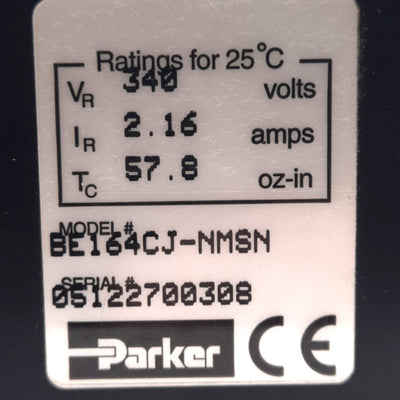 Ratings for 25°C
VR 340 volts
IR 2.16 amps
TC 57.8 oz-in
MODEL #
BE164CJ-NMSN
SERIAL #
05122700308
Parker CE